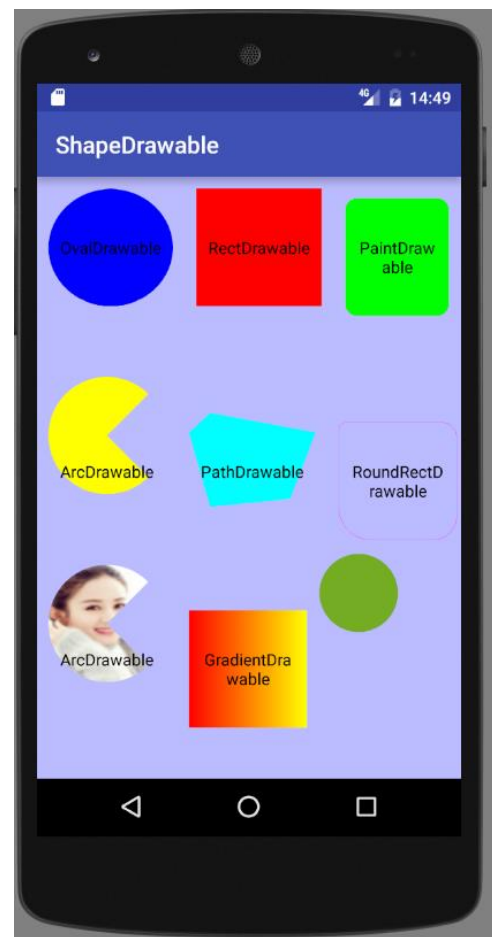 4G 14:49
ShapeDrawable
OvalDrawable
RectDrawable
PaintDraw
able
ArcDrawable
PathDrawable
RoundRectD
rawable
ArcDrawable
GradientDra
wable